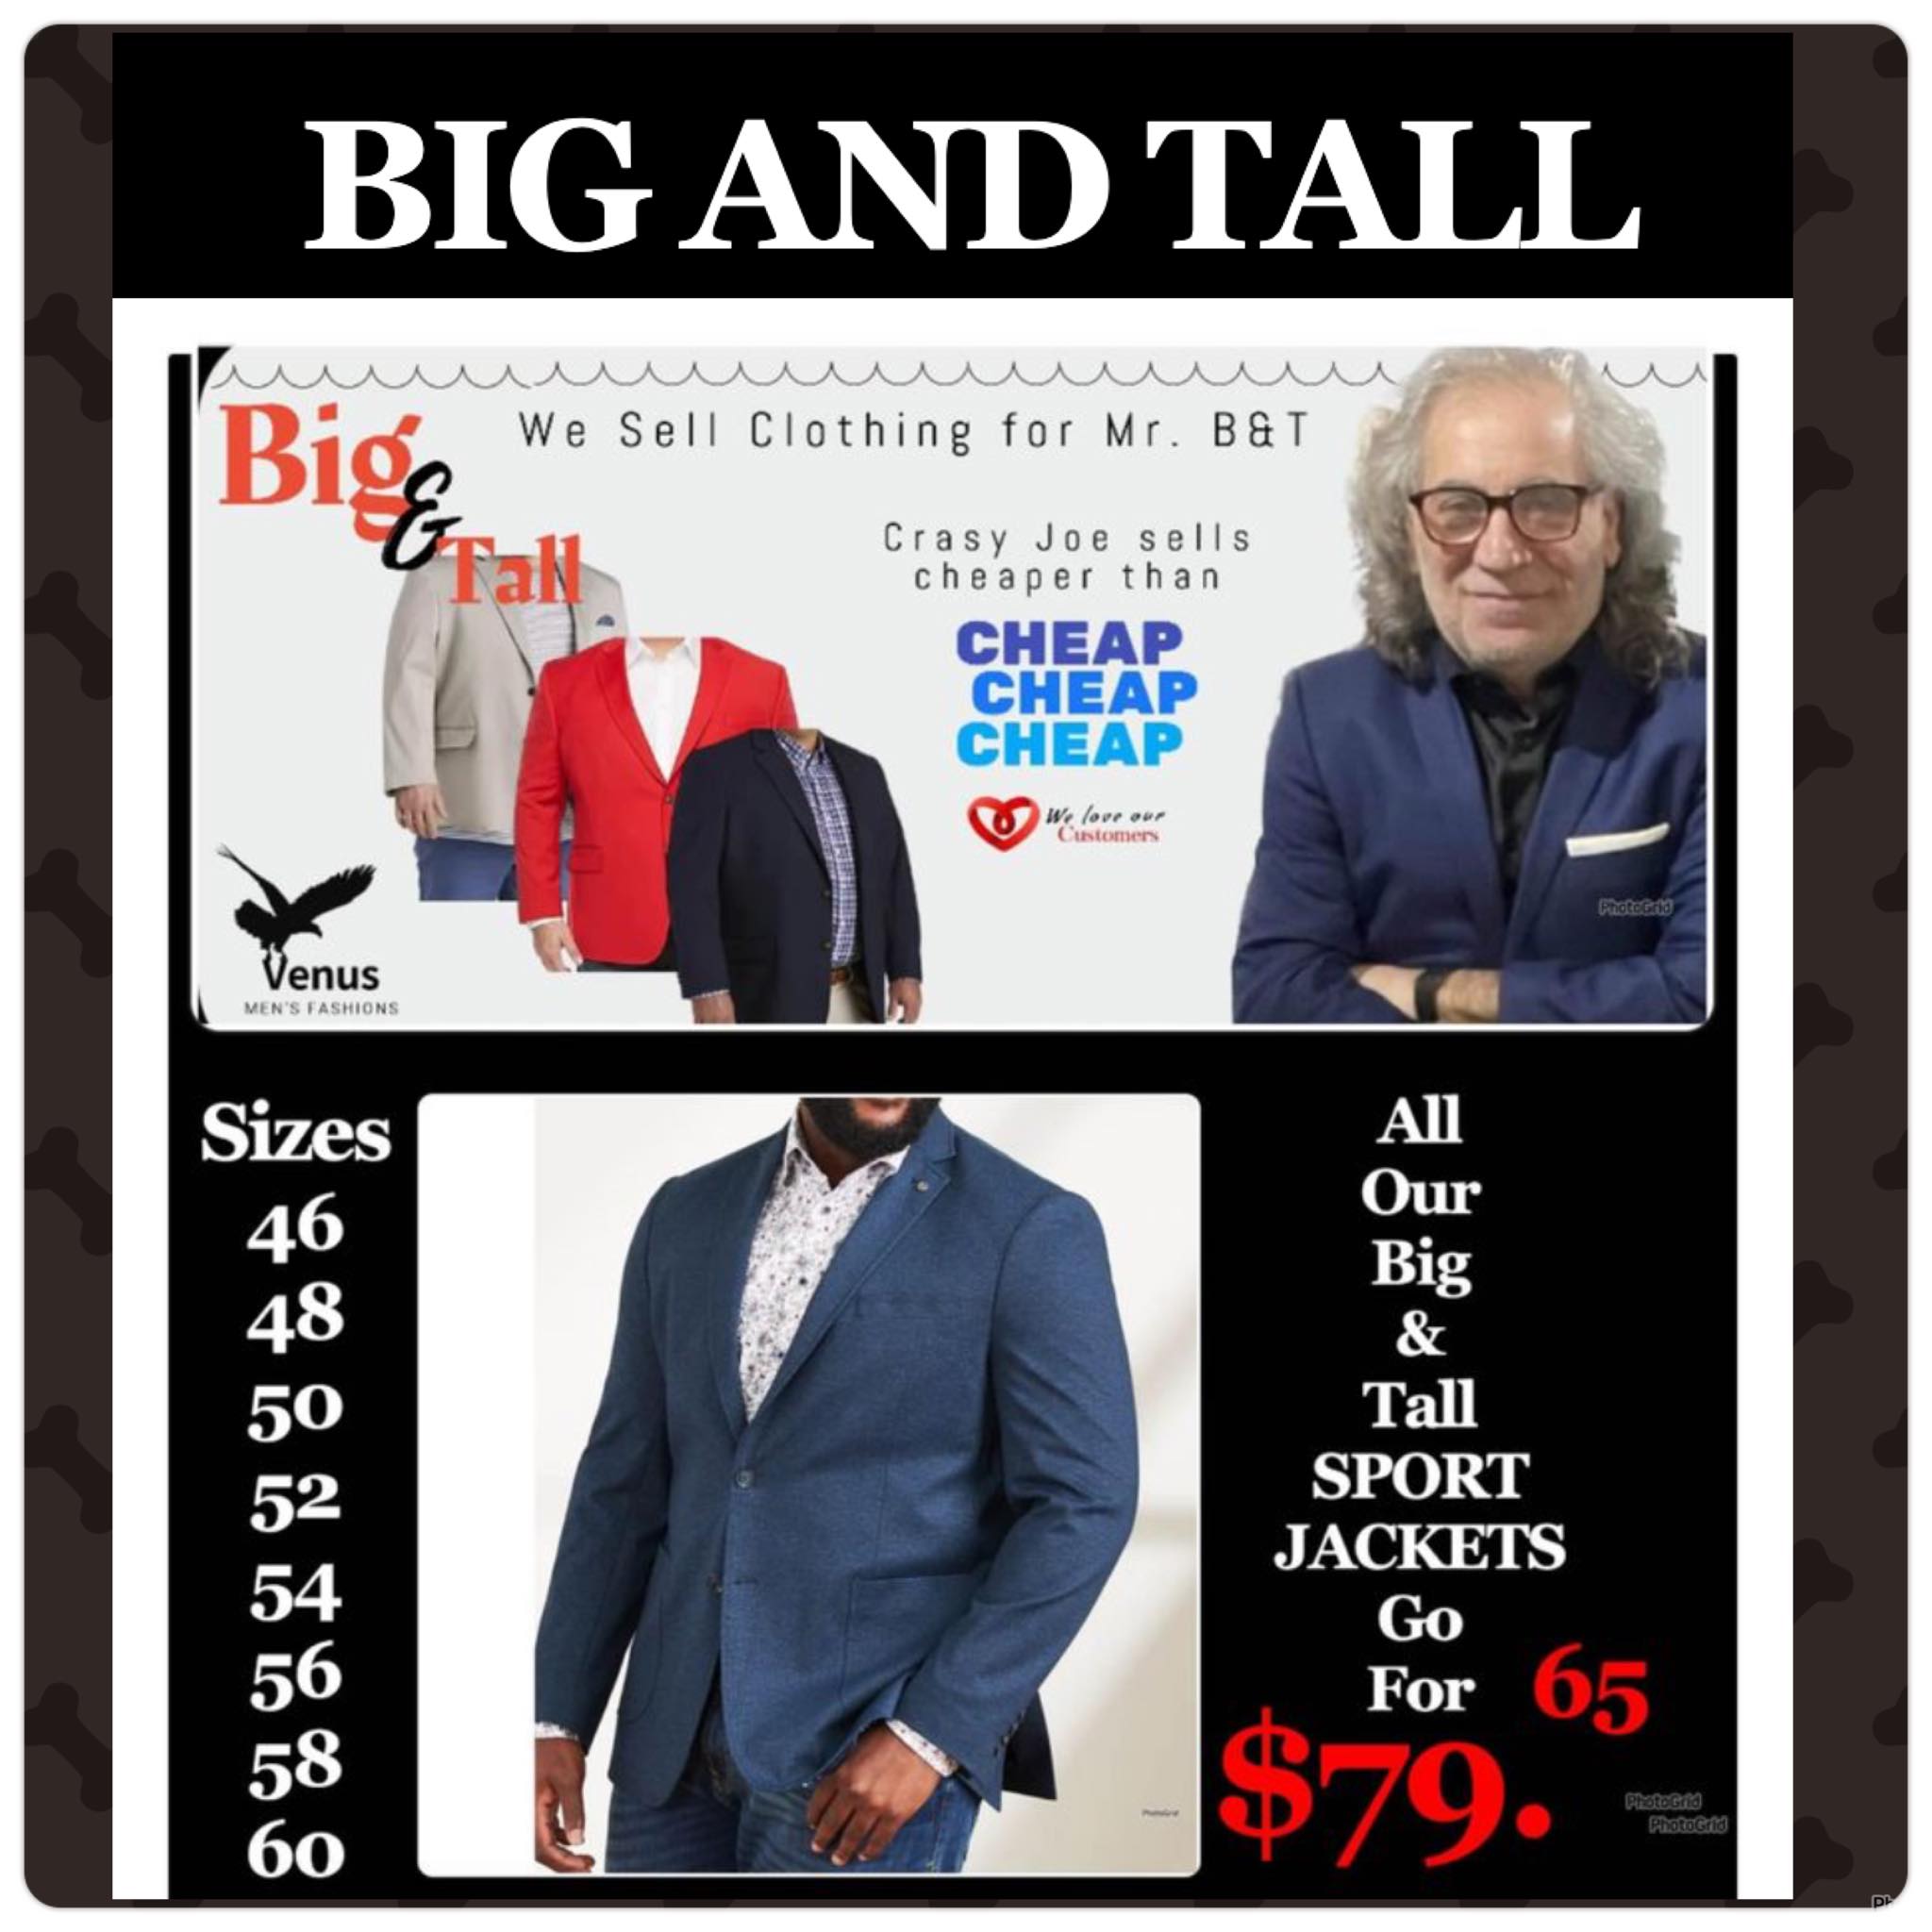 BIG AND TALL
Big
&
Tall
We Sell Clothing for Mr. B&T
Crasy Joe sells
cheaper than
CHEAP
CHEAP
CHEAP
We love our
Customers
PhotoGrid
Venus
MEN'S FASHIONS
Sizes
46
48
50
52
54
56
58
60
PhotoGrid
All
Our
Big
&
Tall
SPORT
JACKETS
Go
For
$79.65
PhotoGrid
PhotoGrid
Ph